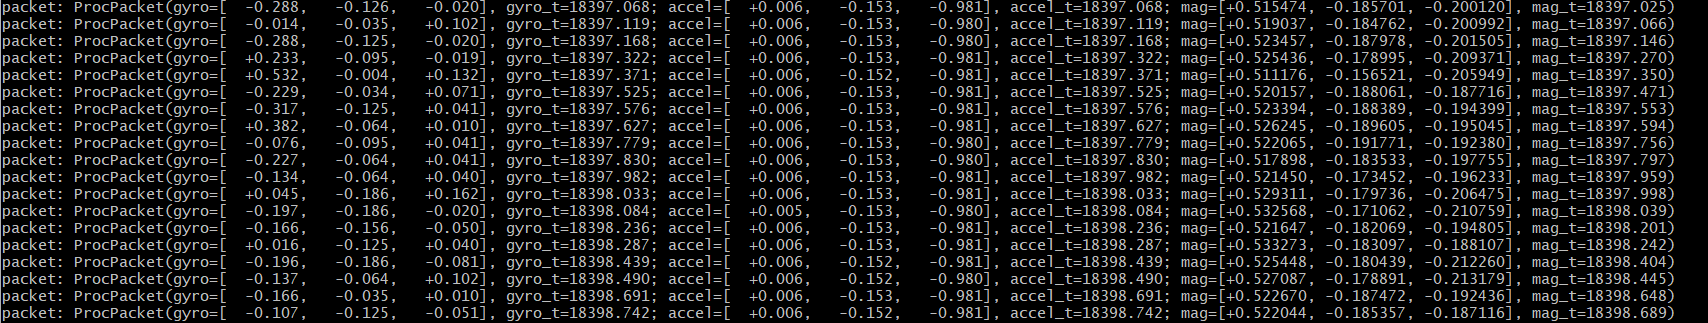 packet: ProcPacket(gyro=[  -0.288,   -0.126,   -0.020], gyro_t=18397.068; accel=[  +0.006,   -0.153,   -0.981], accel_t=18397.068; mag=[+0.515474, -0.185701, -0.200120], mag_t=18397.025)
packet: ProcPacket(gyro=[  -0.014,   -0.035,   +0.102], gyro_t=18397.119; accel=[  +0.006,   -0.153,   -0.980], accel_t=18397.119; mag=[+0.519037, -0.184762, -0.200992], mag_t=18397.066)
packet: ProcPacket(gyro=[  -0.288,   -0.125,   -0.020], gyro_t=18397.168; accel=[  +0.006,   -0.153,   -0.980], accel_t=18397.168; mag=[+0.523457, -0.187978, -0.201505], mag_t=18397.146)
packet: ProcPacket(gyro=[  +0.233,   -0.095,   -0.019], gyro_t=18397.322; accel=[  +0.006,   -0.153,   -0.981], accel_t=18397.322; mag=[+0.525436, -0.178995, -0.209371], mag_t=18397.270)
packet: ProcPacket(gyro=[  +0.532,   -0.004,   +0.132], gyro_t=18397.371; accel=[  +0.006,   -0.152,   -0.981], accel_t=18397.371; mag=[+0.511176, -0.156521, -0.205949], mag_t=18397.350)
packet: ProcPacket(gyro=[  -0.229,   -0.034,   +0.071], gyro_t=18397.525; accel=[  +0.006,   -0.153,   -0.981], accel_t=18397.525; mag=[+0.520157, -0.188061, -0.187716], mag_t=18397.471)
packet: ProcPacket(gyro=[  -0.317,   -0.125,   +0.041], gyro_t=18397.576; accel=[  +0.006,   -0.153,   -0.981], accel_t=18397.576; mag=[+0.523394, -0.188389, -0.194399], mag_t=18397.553)
packet: ProcPacket(gyro=[  +0.382,   -0.064,   +0.010], gyro_t=18397.627; accel=[  +0.006,   -0.153,   -0.981], accel_t=18397.627; mag=[+0.526245, -0.189605, -0.195045], mag_t=18397.594)
packet: ProcPacket(gyro=[  -0.076,   -0.095,   +0.041], gyro_t=18397.779; accel=[  +0.006,   -0.153,   -0.980], accel_t=18397.779; mag=[+0.522065, -0.191771, -0.192380], mag_t=18397.756)
packet: ProcPacket(gyro=[  -0.227,   -0.064,   +0.041], gyro_t=18397.830; accel=[  +0.006,   -0.153,   -0.981], accel_t=18397.830; mag=[+0.517898, -0.183533, -0.197755], mag_t=18397.797)
packet: ProcPacket(gyro=[  -0.134,   -0.064,   +0.040], gyro_t=18397.982; accel=[  +0.006,   -0.153,   -0.981], accel_t=18397.982; mag=[+0.521450, -0.173452, -0.196233], mag_t=18397.959)
packet: ProcPacket(gyro=[  +0.045,   -0.186,   +0.162], gyro_t=18398.033; accel=[  +0.006,   -0.153,   -0.981], accel_t=18398.033; mag=[+0.529311, -0.179736, -0.206475], mag_t=18397.998)
packet: ProcPacket(gyro=[  -0.197,   -0.186,   -0.020], gyro_t=18398.084; accel=[  +0.005,   -0.153,   -0.980], accel_t=18398.084; mag=[+0.532568, -0.171062, -0.210759], mag_t=18398.039)
packet: ProcPacket(gyro=[  -0.166,   -0.156,   -0.050], gyro_t=18398.236; accel=[  +0.006,   -0.153,   -0.981], accel_t=18398.236; mag=[+0.521647, -0.182069, -0.194805], mag_t=18398.201)
packet: ProcPacket(gyro=[  +0.016,   -0.125,   +0.040], gyro_t=18398.287; accel=[  +0.006,   -0.153,   -0.981], accel_t=18398.287; mag=[+0.533273, -0.183097, -0.188107], mag_t=18398.242)
packet: ProcPacket(gyro=[  -0.196,   -0.186,   -0.081], gyro_t=18398.439; accel=[  +0.006,   -0.152,   -0.981], accel_t=18398.439; mag=[+0.525448, -0.180439, -0.212260], mag_t=18398.404)
packet: ProcPacket(gyro=[  -0.137,   -0.064,   +0.102], gyro_t=18398.490; accel=[  +0.006,   -0.152,   -0.980], accel_t=18398.490; mag=[+0.527087, -0.178891, -0.213179], mag_t=18398.445)
packet: ProcPacket(gyro=[  -0.166,   -0.035,   +0.010], gyro_t=18398.691; accel=[  +0.006,   -0.153,   -0.981], accel_t=18398.691; mag=[+0.522670, -0.187472, -0.192436], mag_t=18398.648)
packet: ProcPacket(gyro=[  -0.107,   -0.125,   -0.051], gyro_t=18398.742; accel=[  +0.006,   -0.152,   -0.981], accel_t=18398.742; mag=[+0.522044, -0.185357, -0.187116], mag_t=18398.689)